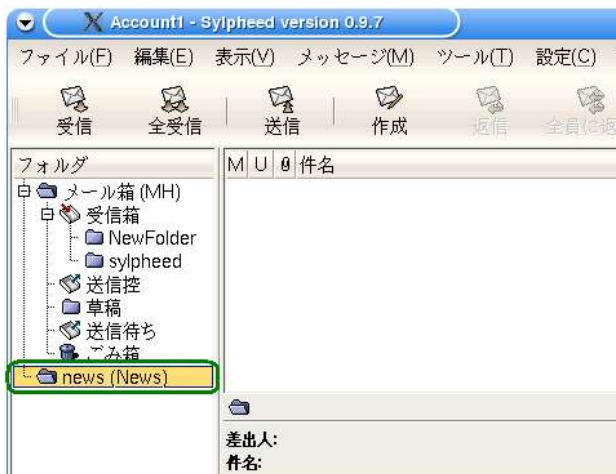 Account1 - Sylpheed version 0.9.7
ファイル(F) 編集(E) 表示(V) メッセージ(M) ツール(T) 設定(C)
受信 全受信 送信 作成 返信 全員に返
フォルダ
M U 件名
メール箱 (MH)
受信箱
NewFolder
sylpheed
送信控
草稿
送信待ち
ごみ箱
news (News)
差出人:
件名: